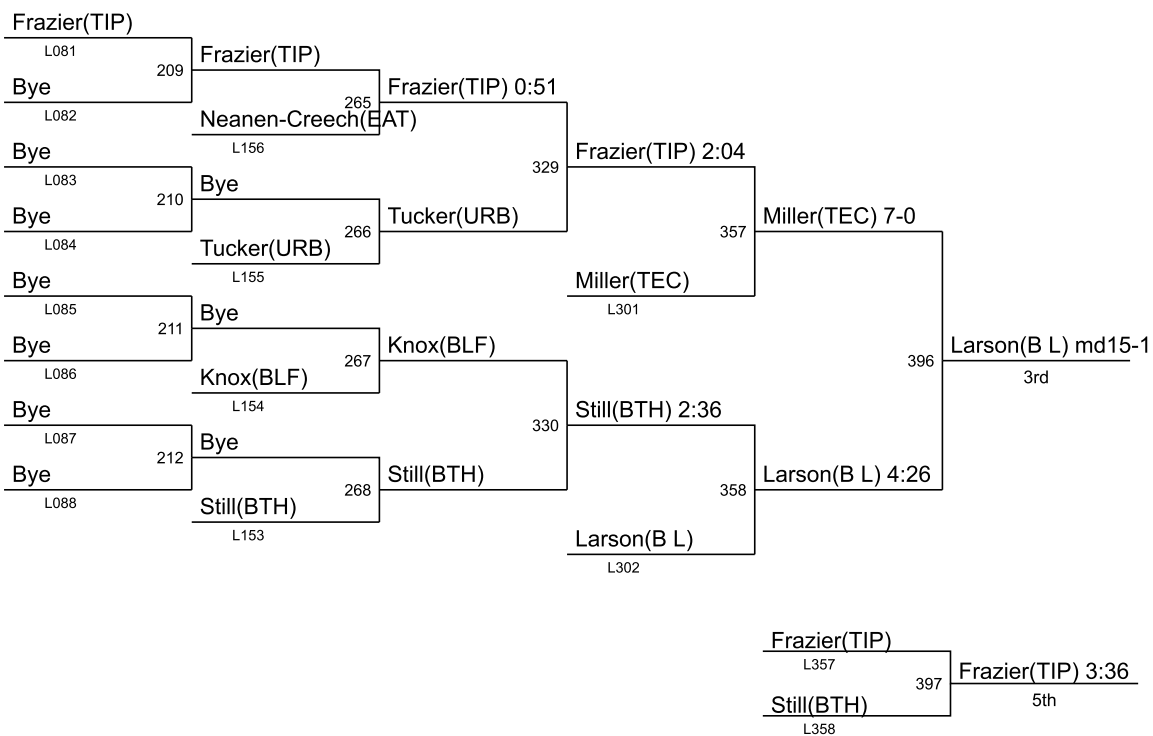 Frazier(TIP)
L081
Frazier(TIP)
209
Bye
Frazier(TIP) 0:51
265
L082
Neanen-Creech(EAT)
L156
Bye
Frazier(TIP) 2:04
329
L083
Bye
210
Bye
Tucker(URB)
Miller(TEC) 7-0
266
357
L084
Tucker(URB)
L155
Bye
Miller(TEC)
L085
L301
Bye
211
Bye
Knox(BLF)
Larson(B L) md15-1
267
396
L086
Knox(BLF)
3rd
L154
Bye
Still(BTH) 2:36
330
L087
Bye
212
Bye
Still(BTH)
Larson(B L) 4:26
268
358
L088
Still(BTH)
L153
Larson(B L)
L302
Frazier(TIP)
L357
Frazier(TIP) 3:36
397
5th
Still(BTH)
L358